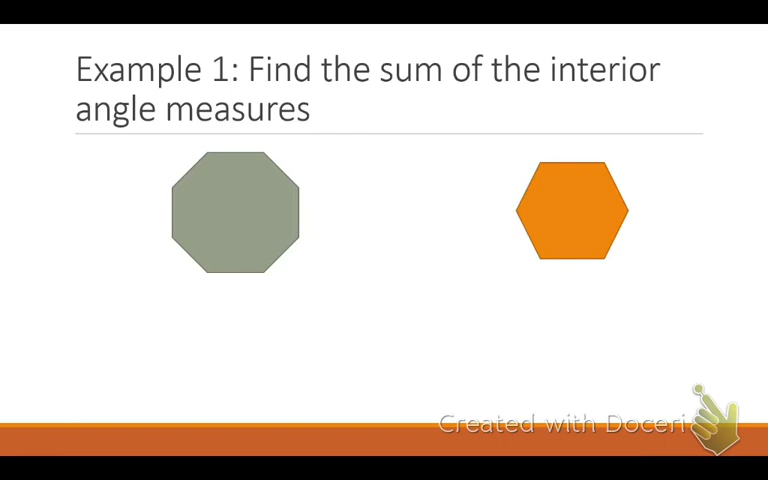 Example 1: Find the sum of the interior
angle measures
Created with Doceri